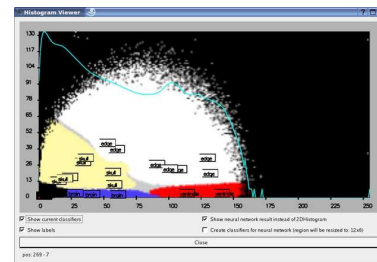 Histogram Viewer
130
117
104
91
78
65
52
39
26
13
0
0 25 50 75 100 125 150 175 200 225 250
edge
edge
edge
skull
skull
edge
edge
edge
skull
edge
skull
skull
brain brain brain ventricle ventricle
Show current classifiers
Show neural network result instead of 2DHistogram
Show labels
Create classifiers for neural network (region will be resized to: 12x8)
Close
pos: 269 - 7